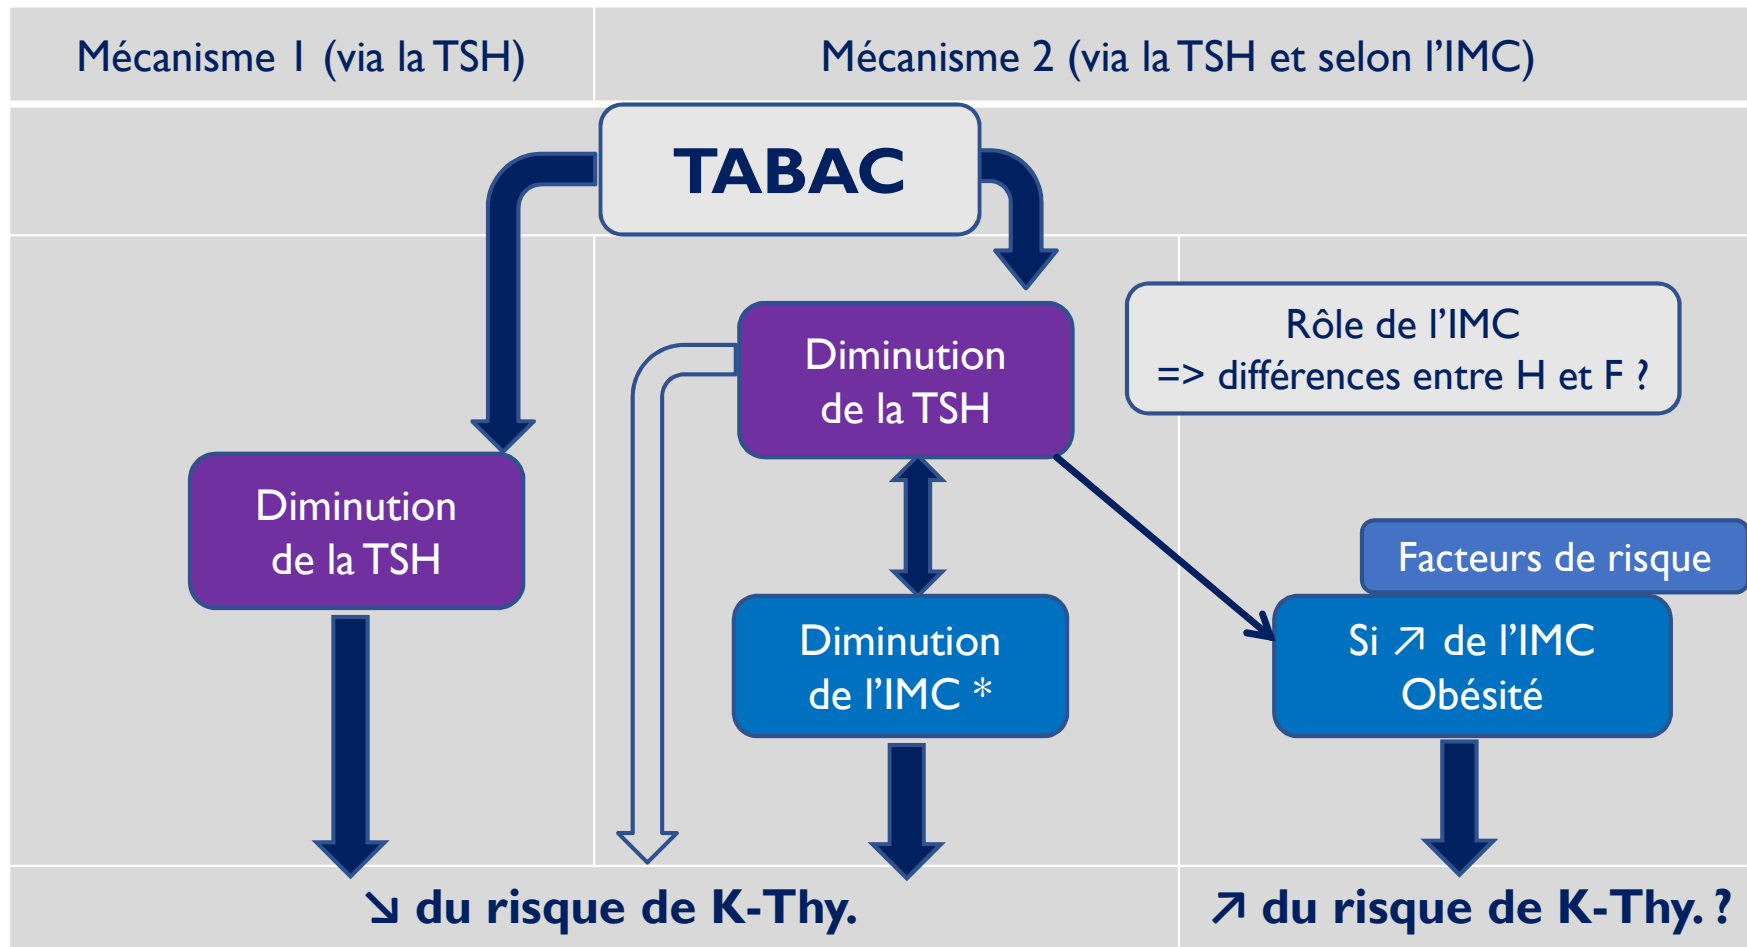 Mécanisme 1 (via la TSH)
Mécanisme 2 (via la TSH et selon l’IMC)
TABAC
Diminution
de la TSH
Diminution
de la TSH
Rôle de l’IMC
=> différences entre H et F ?
Facteurs de risque
Diminution
de l’IMC *
Si ↗ de l’IMC
Obésité
↘ du risque de K-Thy.
↗ du risque de K-Thy. ?